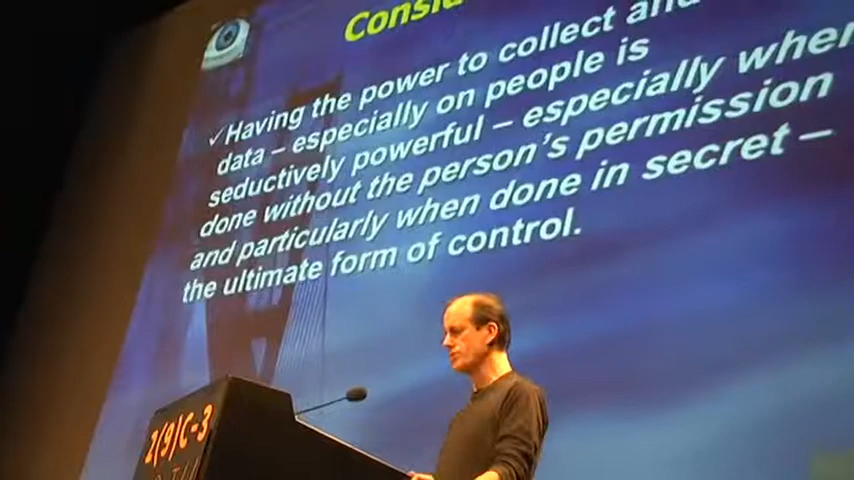 Consid
✓Having the power to collect and
data – especially on people is
seductively powerful – especially when
done without the person's permission
and particularly when done in secret –
the ultimate form of control.
2(9)C-3